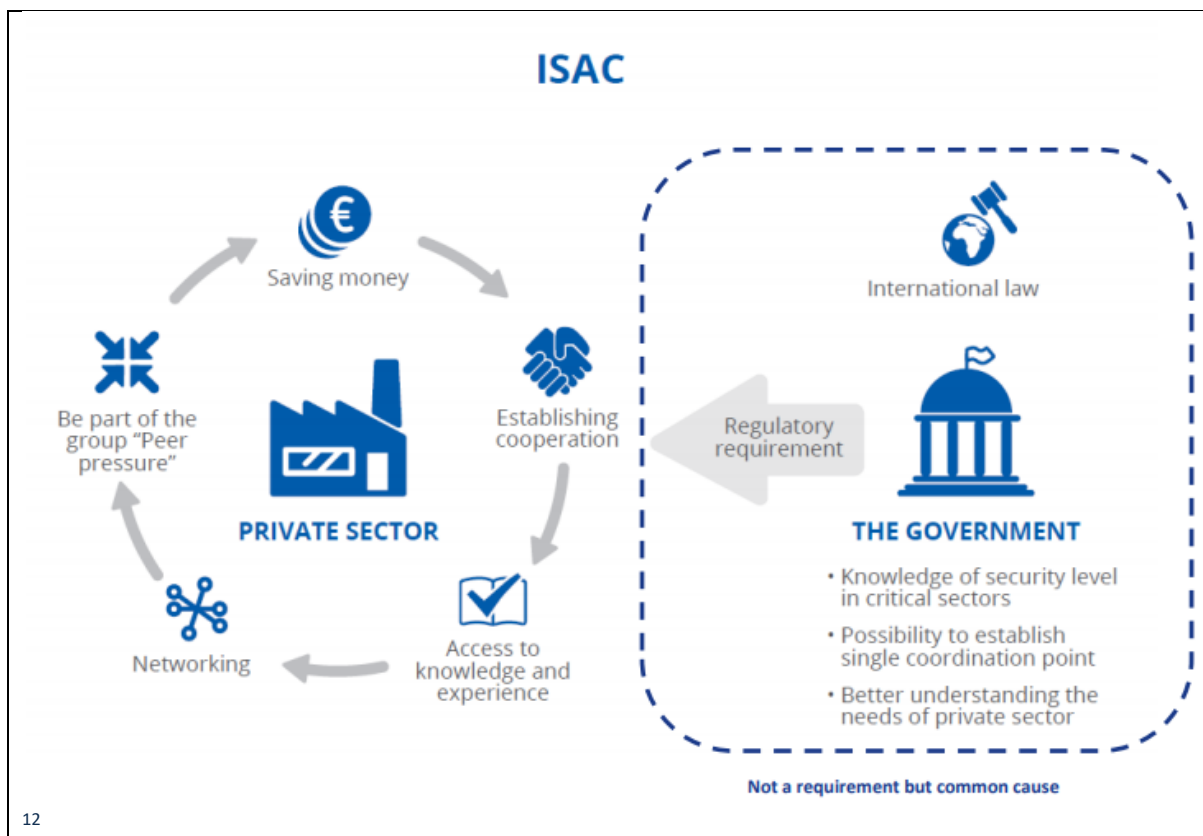 ISAC
Saving money
Establishing
cooperation
Access to
knowledge and
experience
Networking
Be part of the
group “Peer
pressure”
PRIVATE SECTOR
International law
Regulatory
requirement
THE GOVERNMENT
• Knowledge of security level
in critical sectors
• Possibility to establish
single coordination point
• Better understanding the
needs of private sector
Not a requirement but common cause
12